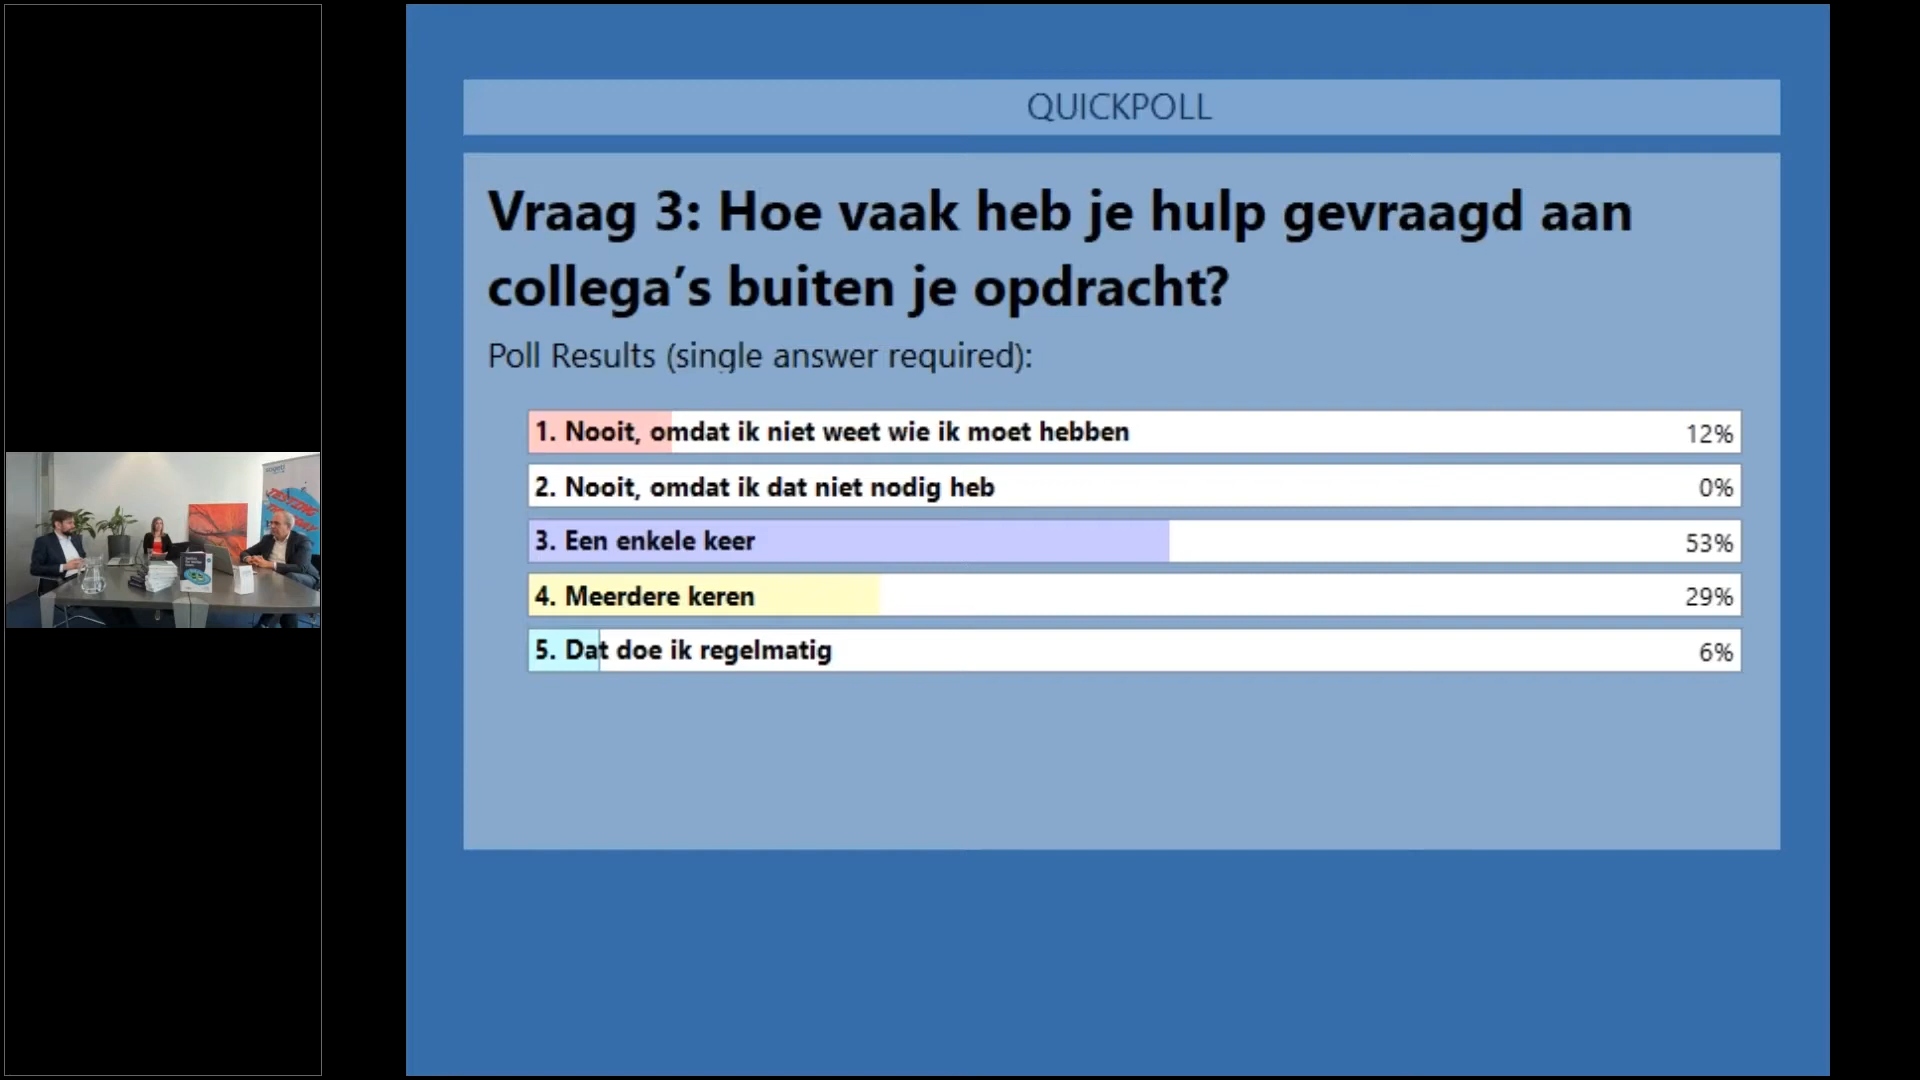 QUICKPOLL
Vraag 3: Hoe vaak heb je hulp gevraagd aan
collega’s buiten je opdracht?
Poll Results (single answer required):
1. Nooit, omdat ik niet weet wie ik moet hebben 12%
2. Nooit, omdat ik dat niet nodig heb 0%
3. Een enkele keer 53%
4. Meerdere keren 29%
5. Dat doe ik regelmatig 6%